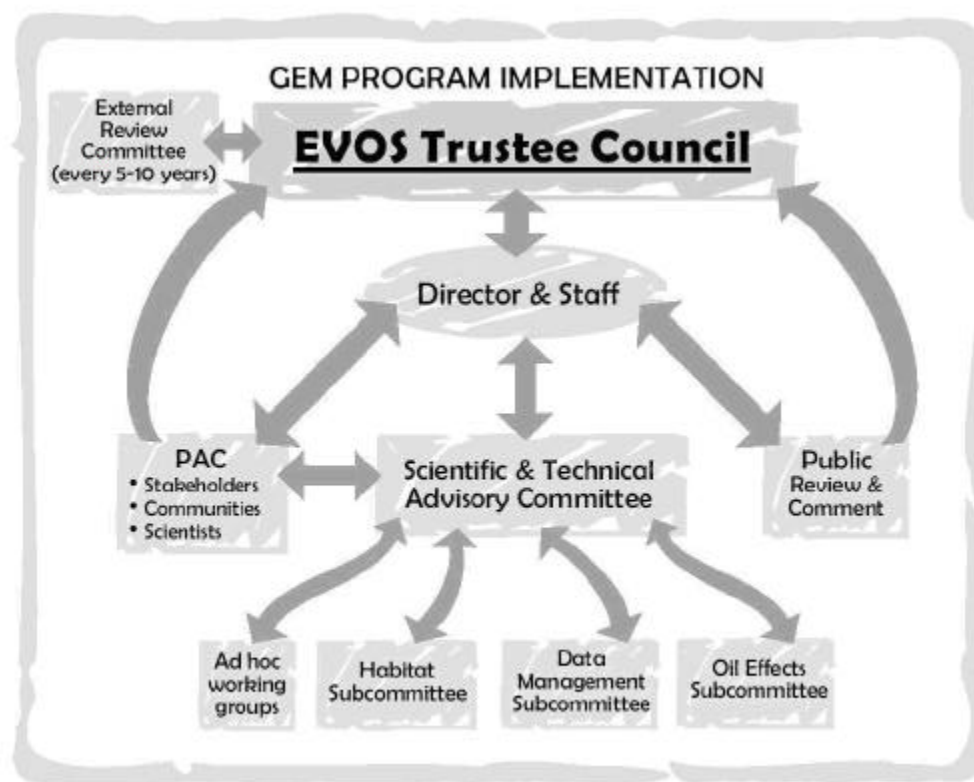 GEM PROGRAM IMPLEMENTATION
External
Review
Committee
(every 5-10 years)
EVOS Trustee Council
Director & Staff
PAC
• Stakeholders
• Communities
• Scientists
Scientific & Technical
Advisory Committee
Public
Review &
Comment
Ad hoc
working
groups
Habitat
Subcommittee
Data
Management
Subcommittee
Oil Effects
Subcommittee